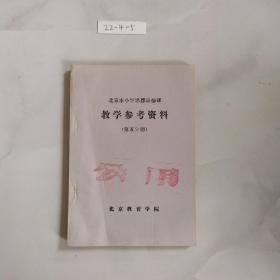 22-4-5
北京市小学思想品德课
教学参考资料
(第五分册)
公用
北京教育学院